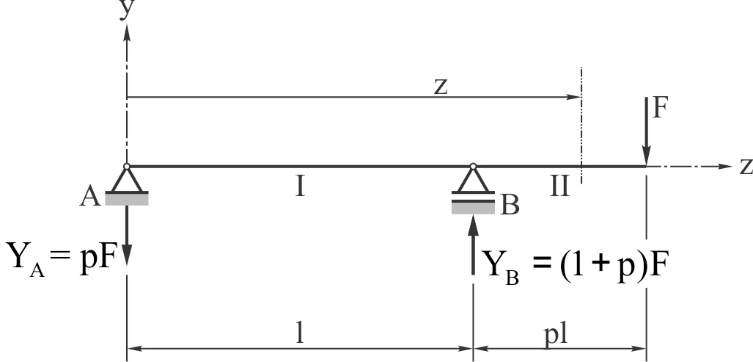 y
z
F
z
I
II
A
B
Y_A = pF
Y_B = (1 + p)F
l
pl